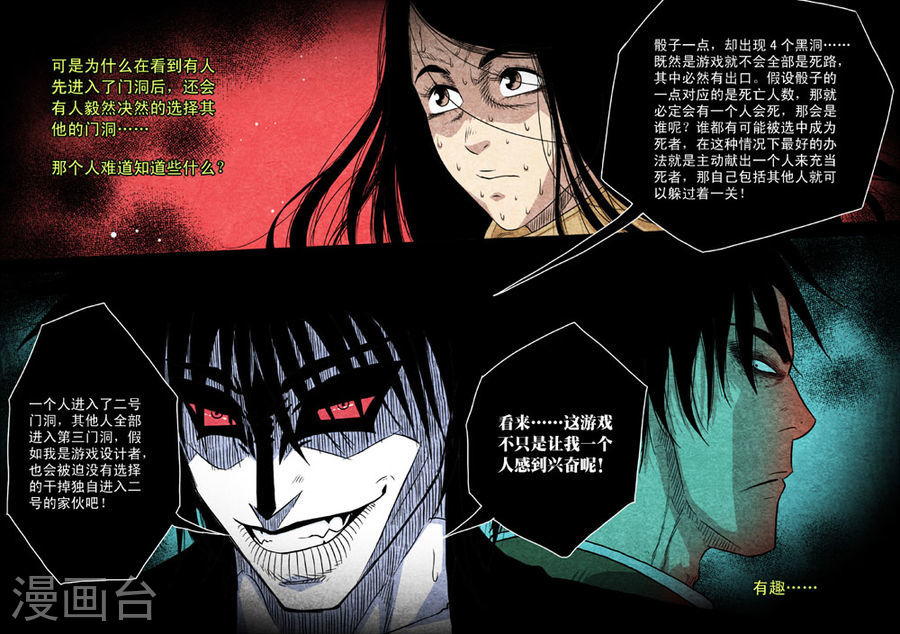 可是为什么在看到有人
先进入了门洞后，还会
有人毅然决然的选择其
他的门洞……
那个人难道知道些什么？
骰子一点，却出现4个黑洞……
既然是游戏就不会全部是死路，
其中必然有出口。假设骰子的
一点对应的是死亡人数，那就
必定会有一个人会死，那会是
谁呢？谁都有可能被选中成为
死者，在这种情况下最好的办
法就是主动献出一个人来充当
死者，那自己包括其他人就可
以躲过着一关！
一个人进入了二号
门洞，其他人全部
进入第三门洞，假
如我是游戏设计者，
也会被迫没有选择
的干掉独自进入二
号的家伙吧！
看来……这游戏
不只是让我一个
人感到兴奋呢！
有趣……
漫画台